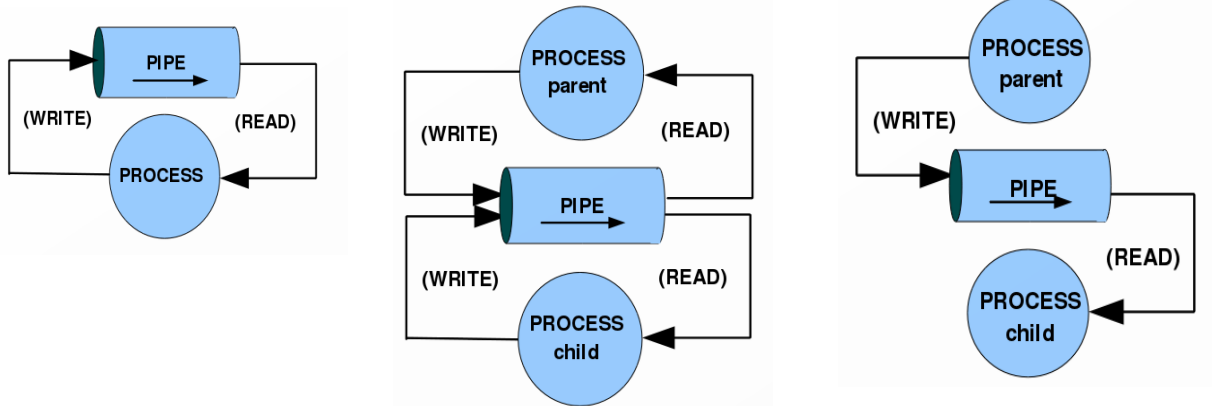 PIPE
(WRITE)
(READ)
PROCESS
PROCESS
parent
(WRITE)
(READ)
PIPE
(WRITE)
(READ)
PROCESS
child
PROCESS
parent
(WRITE)
PIPE
(READ)
PROCESS
child